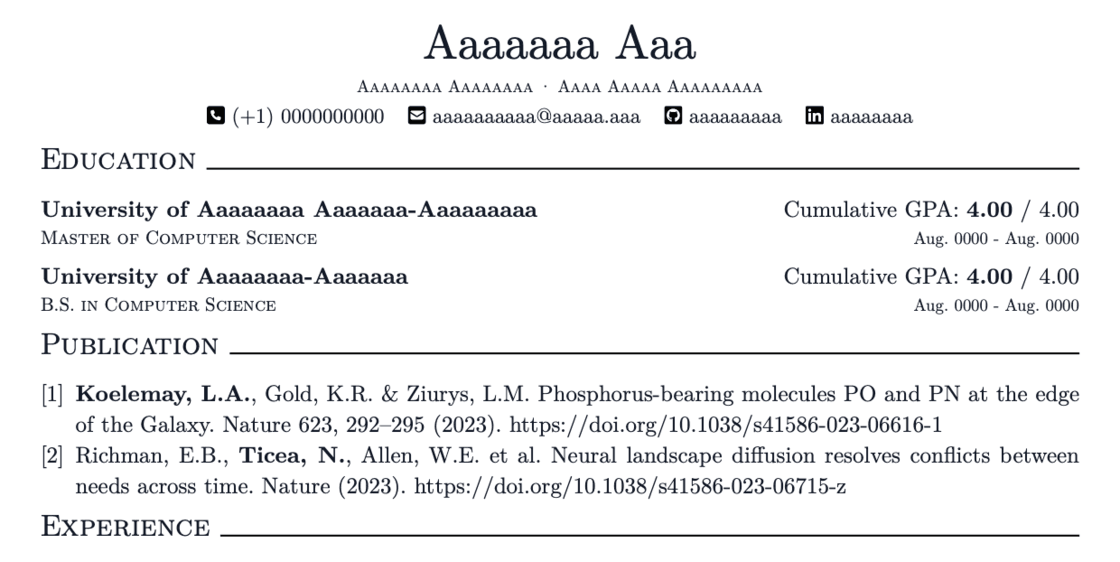 Aaaaaaa Aaa
Aaaaaaaa Aaaaaaaa · Aaaa Aaaaa Aaaaaaaaa
(+1) 0000000000 aaaaaaaaaa@aaaaa.aaa aaaaaaaaa aaaaaaaa
Education
University of Aaaaaaaa Aaaaaaa-Aaaaaaaaa Cumulative GPA: 4.00 / 4.00
Master of Computer Science Aug. 0000 - Aug. 0000
University of Aaaaaaaa-Aaaaaaa Cumulative GPA: 4.00 / 4.00
B.S. in Computer Science Aug. 0000 - Aug. 0000
Publication
[1] Koelemay, L.A., Gold, K.R. & Ziurys, L.M. Phosphorus-bearing molecules PO and PN at the edge
of the Galaxy. Nature 623, 292–295 (2023). https://doi.org/10.1038/s41586-023-06616-1
[2] Richman, E.B., Ticea, N., Allen, W.E. et al. Neural landscape diffusion resolves conflicts between
needs across time. Nature (2023). https://doi.org/10.1038/s41586-023-06715-z
Experience